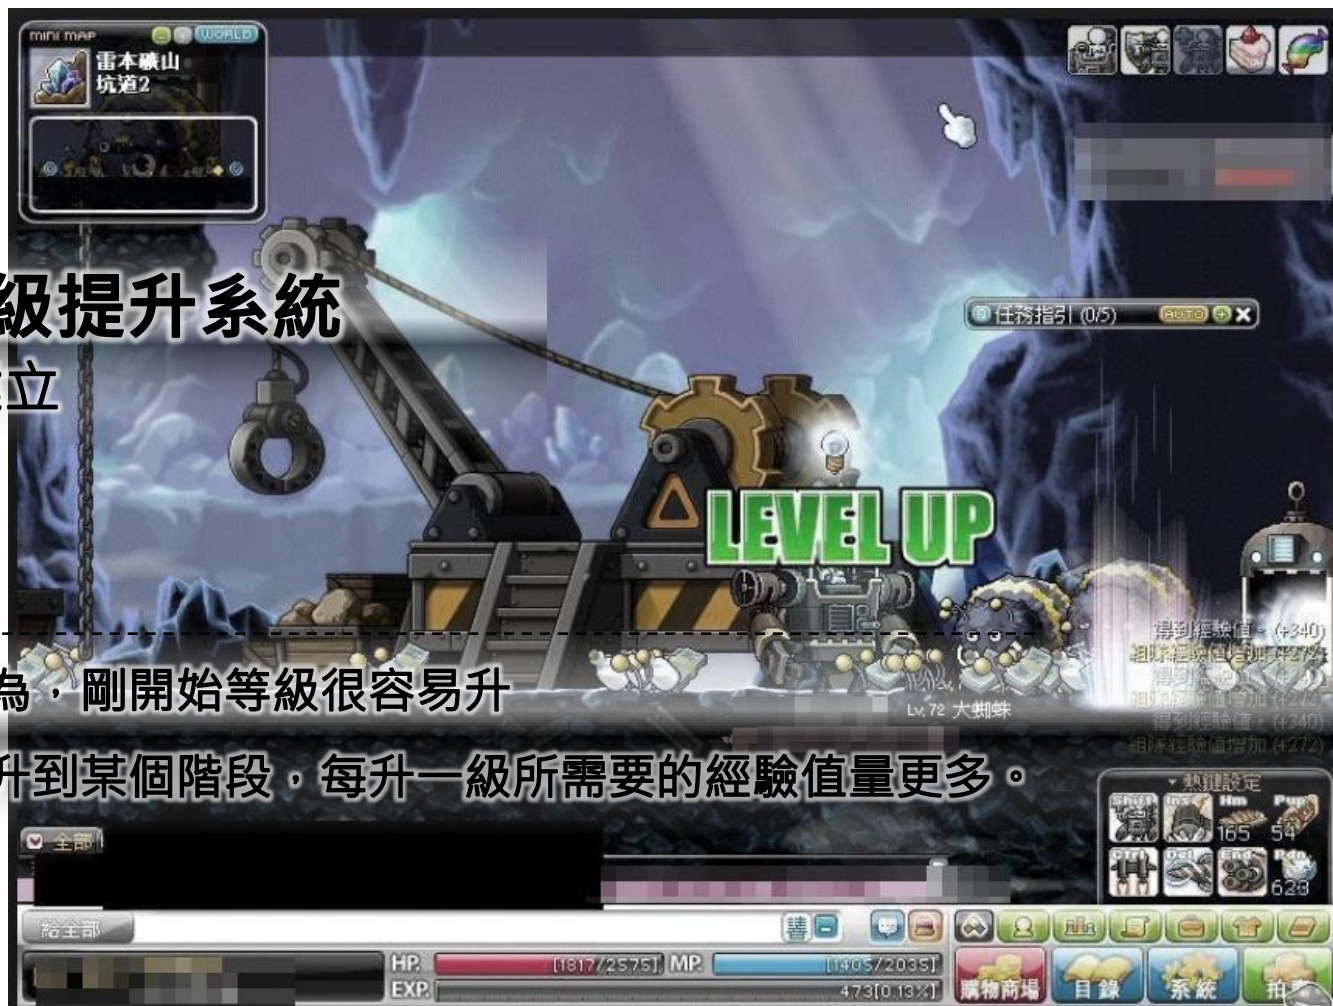 MINI MAP WORLD
雷本礦山
坑道2
級提升系統
任務指引 (0/5) AUTO
立
LEVEL UP
得到經驗值。(+340)
組隊經驗值增加 (+272)
為，剛開始等級很容易升
Lv.72 大蜘蛛
得到經驗值。(+340)
組隊經驗值增加 (+272)
升到某個階段，每升一級所需要的經驗值量更多。
熱鍵設定
Shift Ins Hm Pup
165 54
全部
Ctrl Del End Pdn
623
給全部
HP. [1817/2575] MP. [1405/2035]
EXP. 473[0.13%]
購物商場 目錄 系統